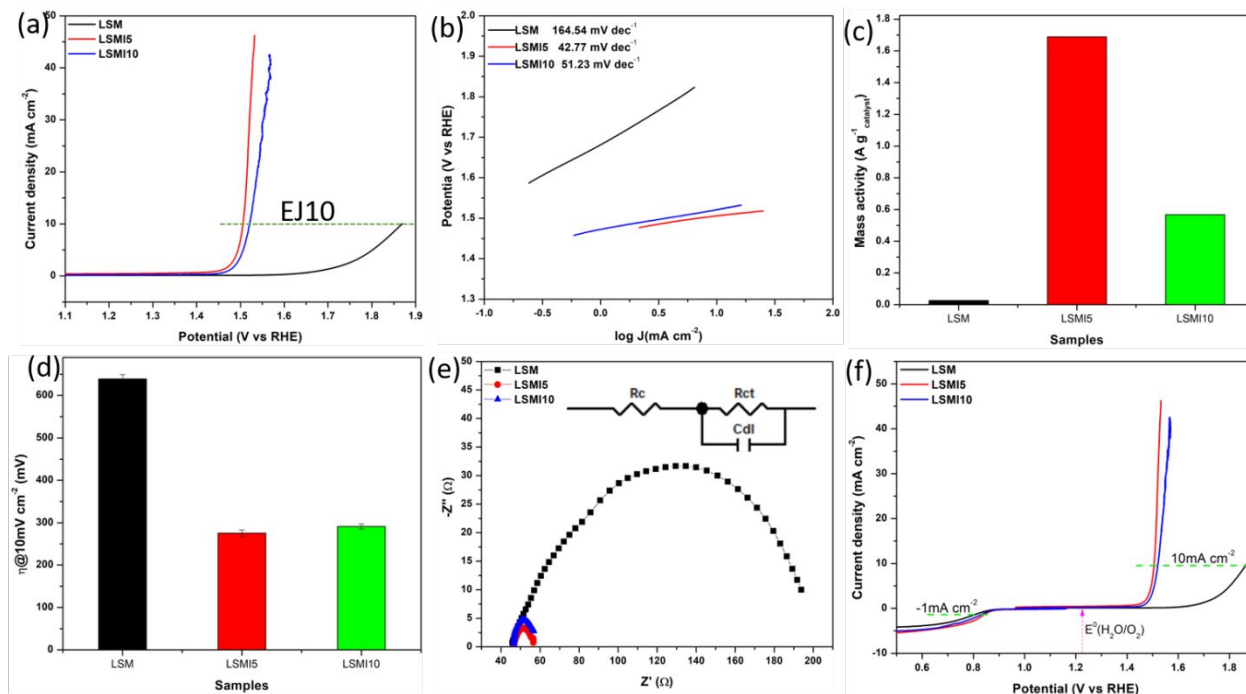 (a)
LSM
LSMI5
LSMI10
EJ10
Current density (mA cm⁻²)
50
40
30
20
10
0
1.1 1.2 1.3 1.4 1.5 1.6 1.7 1.8 1.9
Potential (V vs RHE)
(b)
LSM 164.54 mV dec⁻¹
LSMI5 42.77 mV dec⁻¹
LSMI10 51.23 mV dec⁻¹
Potentia (V vs RHE)
2.0
1.9
1.8
1.7
1.6
1.5
1.4
1.3
-1.0 -0.5 0.0 0.5 1.0 1.5 2.0
log J(mA cm⁻²)
(c)
Mass activity (A g⁻¹catalyst)
1.8
1.6
1.4
1.2
1.0
0.8
0.6
0.4
0.2
0.0
LSM LSMI5 LSMI10
Samples
(d)
η@10mV cm⁻² (mV)
600
500
400
300
200
100
0
LSM LSMI5 LSMI10
Samples
(e)
LSM
LSMI5
LSMI10
Rc
Rct
Cdl
-Z'' (Ω)
-50
-45
-40
-35
-30
25
20
15
10
5
0
0 20 40 60 80 100 120 140 160 180 200
Z' (Ω)
(f)
LSM
LSMI5
LSMI10
10mA cm⁻²
-1mA cm⁻²
E⁰(H₂O/O₂)
Current density (mA cm⁻²)
50
40
30
20
10
0
-10
0.6 0.8 1.0 1.2 1.4 1.6 1.8
Potential (V vs RHE)